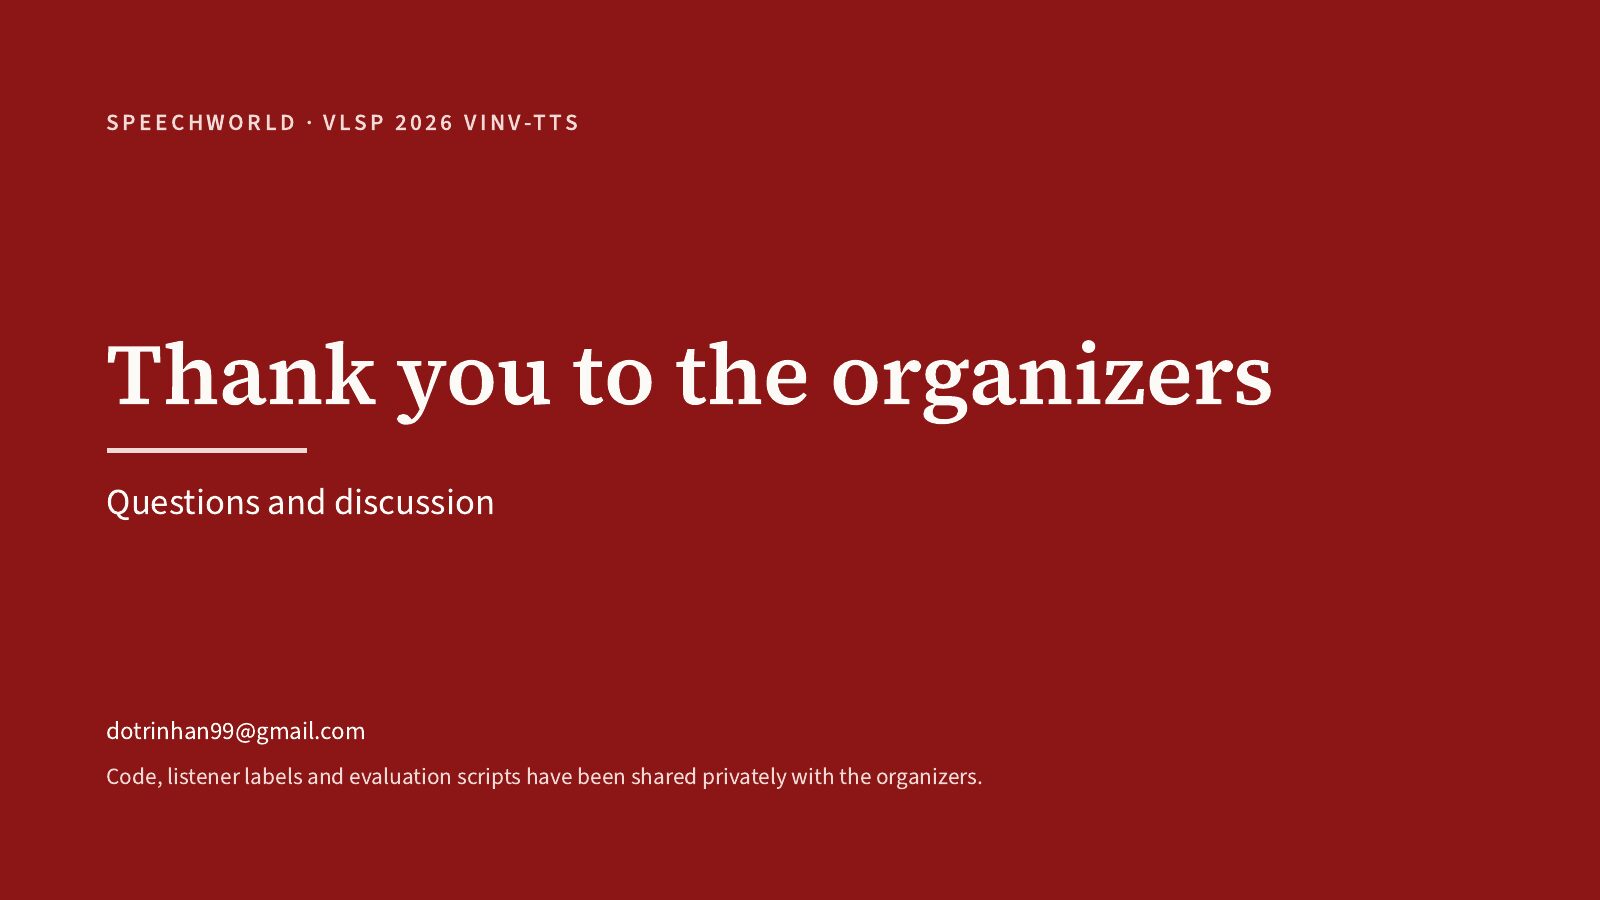 SPEECHWORLD · VLSP 2026 VINV-TTS
Thank you to the organizers
Questions and discussion
dotrinhan99@gmail.com
Code, listener labels and evaluation scripts have been shared privately with the organizers.